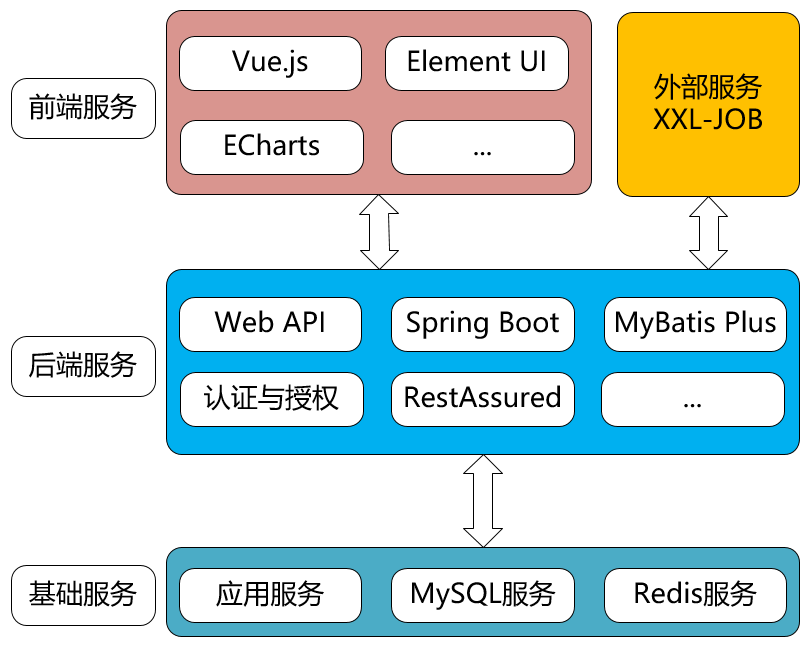 前端服务
Vue.js
Element UI
ECharts
...
外部服务
XXL-JOB
后端服务
Web API
Spring Boot
MyBatis Plus
认证与授权
RestAssured
...
基础服务
应用服务
MySQL服务
Redis服务